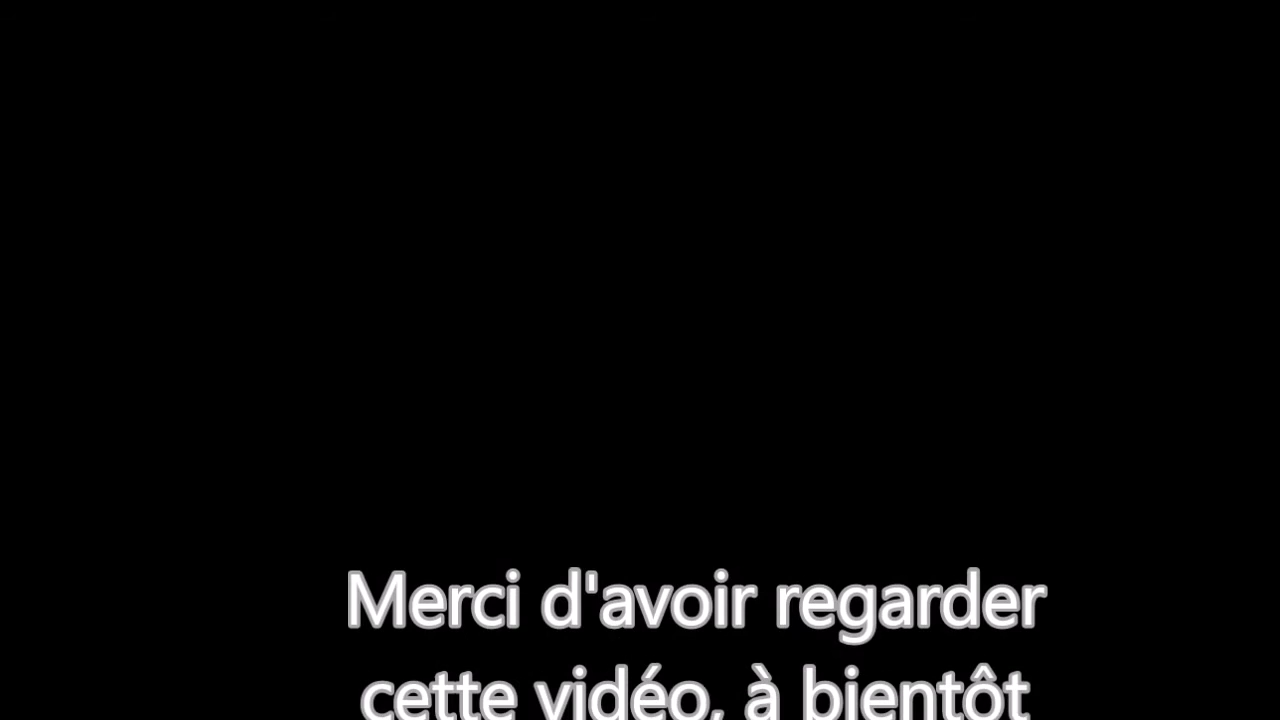 Merci d'avoir regarder
cette vidéo, à bientôt